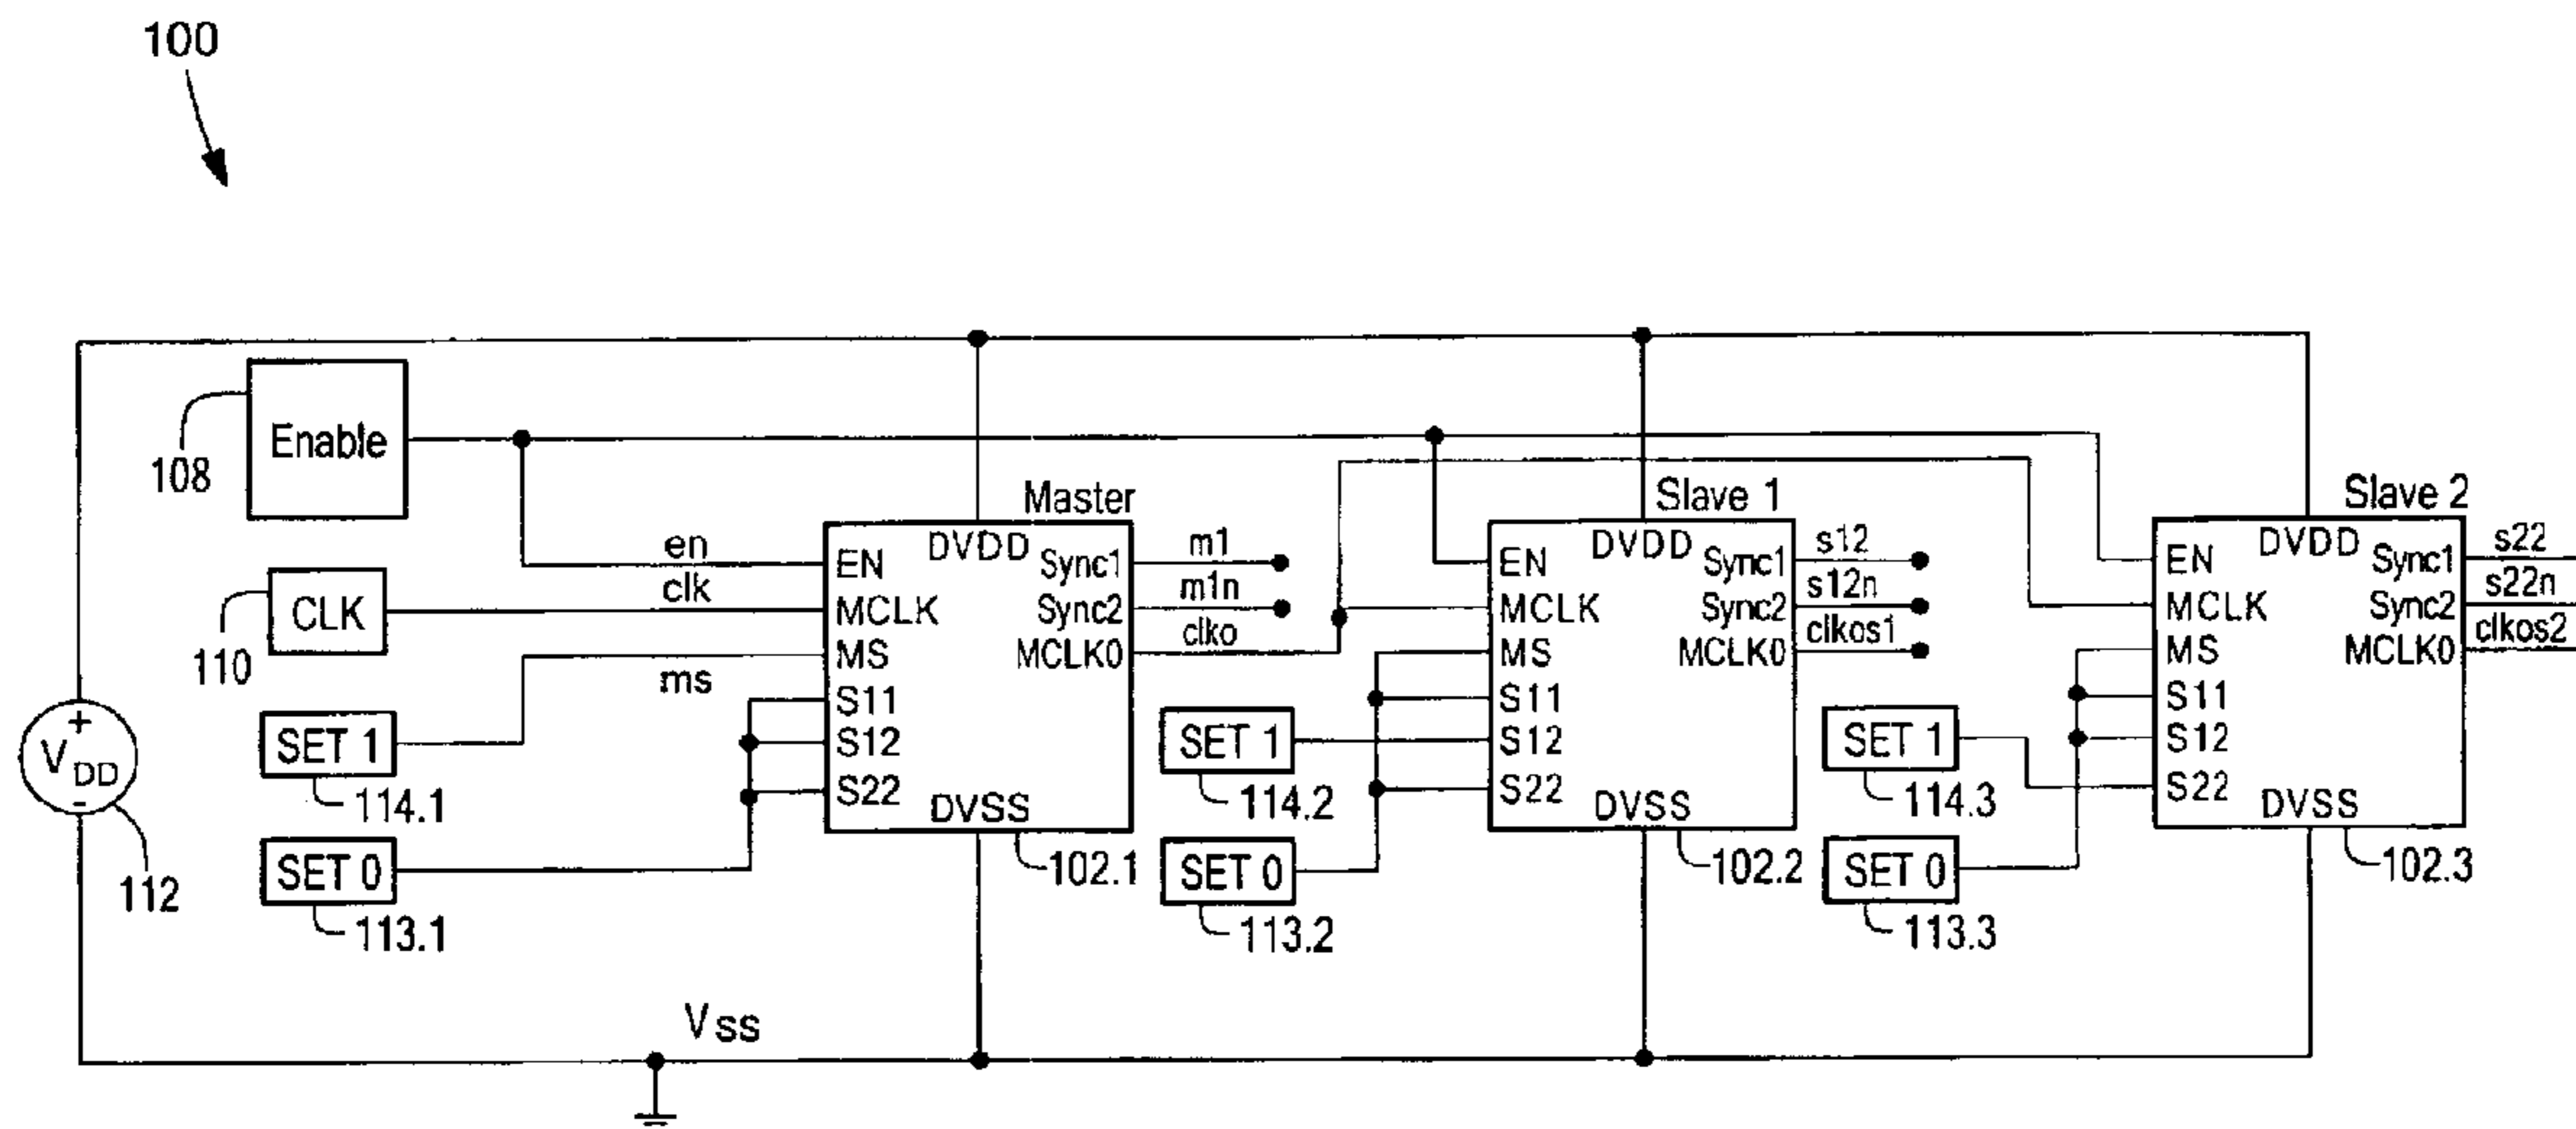 100
Enable
108
CLK
110
SET 1
114.1
SET 0
113.1
+
VDD
-
112
en
clk
ms
Master
DVDD
EN
MCLK
MS
S11
S12
S22
Sync1
Sync2
MCLK0
DVSS
102.1
m1
m1n
clko
SET 1
114.2
SET 0
113.2
Slave 1
DVDD
EN
MCLK
MS
S11
S12
S22
Sync1
Sync2
MCLK0
DVSS
102.2
s12
s12n
clkos1
SET 1
114.3
SET 0
113.3
Slave 2
DVDD
EN
MCLK
MS
S11
S12
S22
Sync1
Sync2
MCLK0
DVSS
102.3
s22
s22n
clkos2
VSS